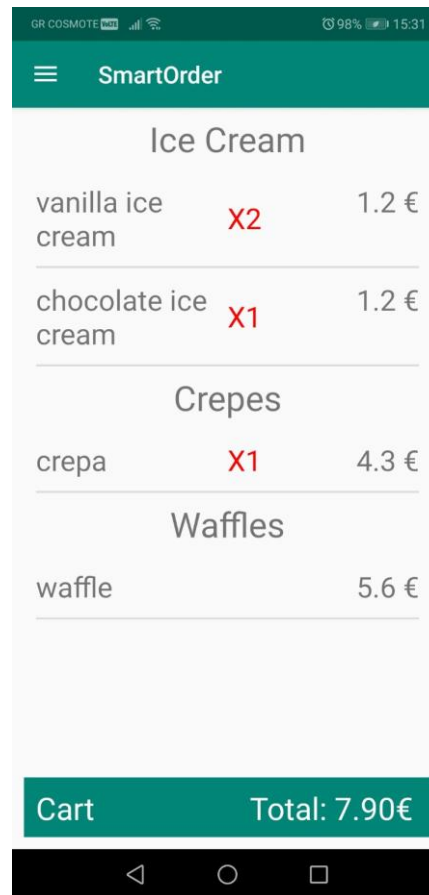 GR COSMOTE VoLTE 98% 15:31
SmartOrder
Ice Cream
vanilla ice cream X2 1.2 €
chocolate ice cream X1 1.2 €
Crepes
crepa X1 4.3 €
Waffles
waffle 5.6 €
Cart Total: 7.90€